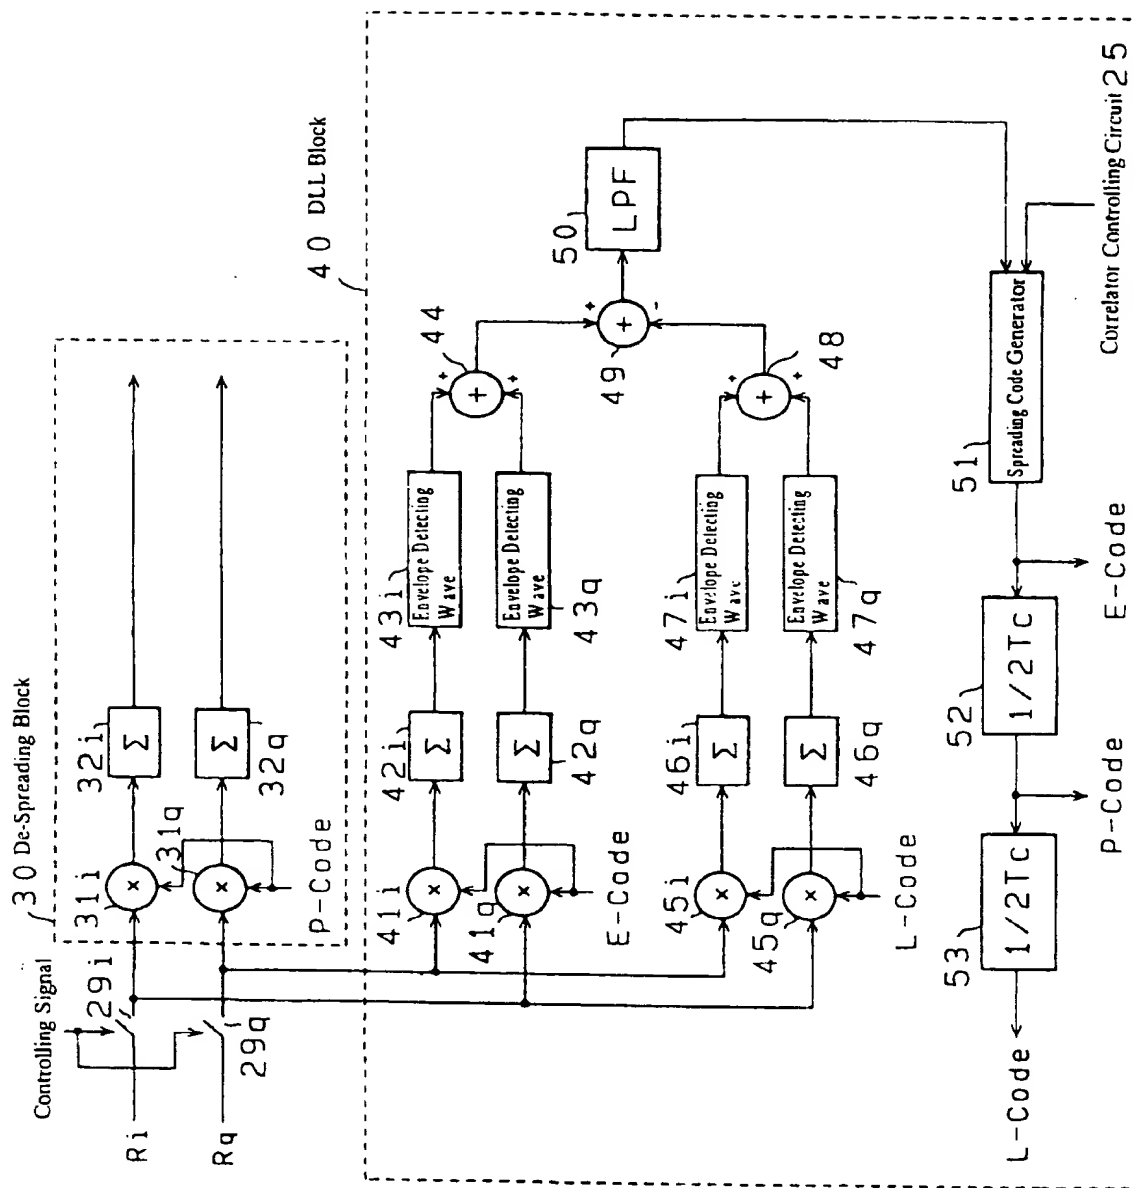 30 De-Spreading Block
Controlling Signal
Ri
29i
31i
×
32i
Σ
Rq
29q
31q
×
32q
Σ
P-Code
40 DLL Block
41i
×
42i
Σ
43i
Envelope Detecting
Wave
41q
×
42q
Σ
43q
Envelope Detecting
Wave
E-Code
44
+
+
+
45i
×
46i
Σ
47i
Envelope Detecting
Wave
45q
×
46q
Σ
47q
Envelope Detecting
Wave
L-Code
48
+
+
+
49
+
+
-
50
LPF
51
Spreading Code Generator
Correlator Controlling Circuit 25
E-Code
52
1/2Tc
P-Code
53
1/2Tc
L-Code